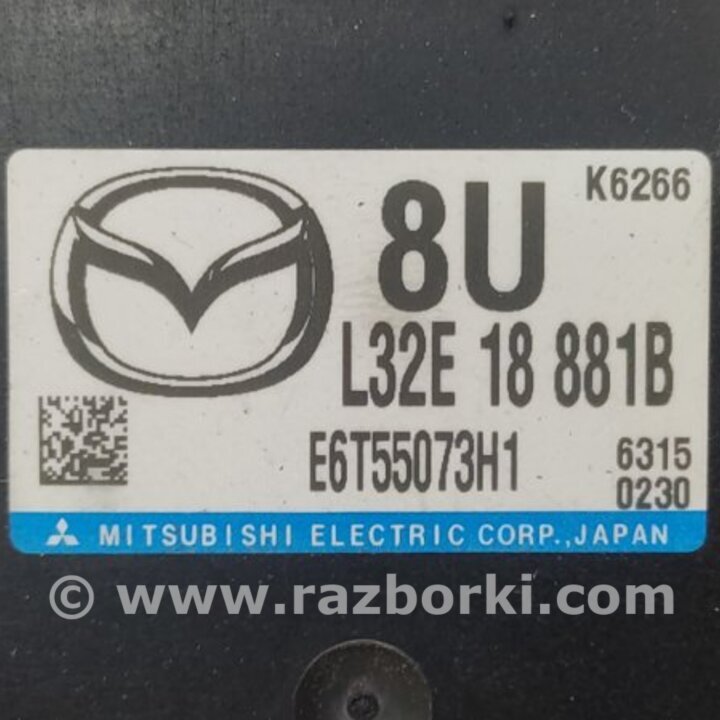 8U K6266
L32E 18 881B
E6T55073H1 6315
0230
MITSUBISHI ELECTRIC CORP., JAPAN
© www.razborki.com